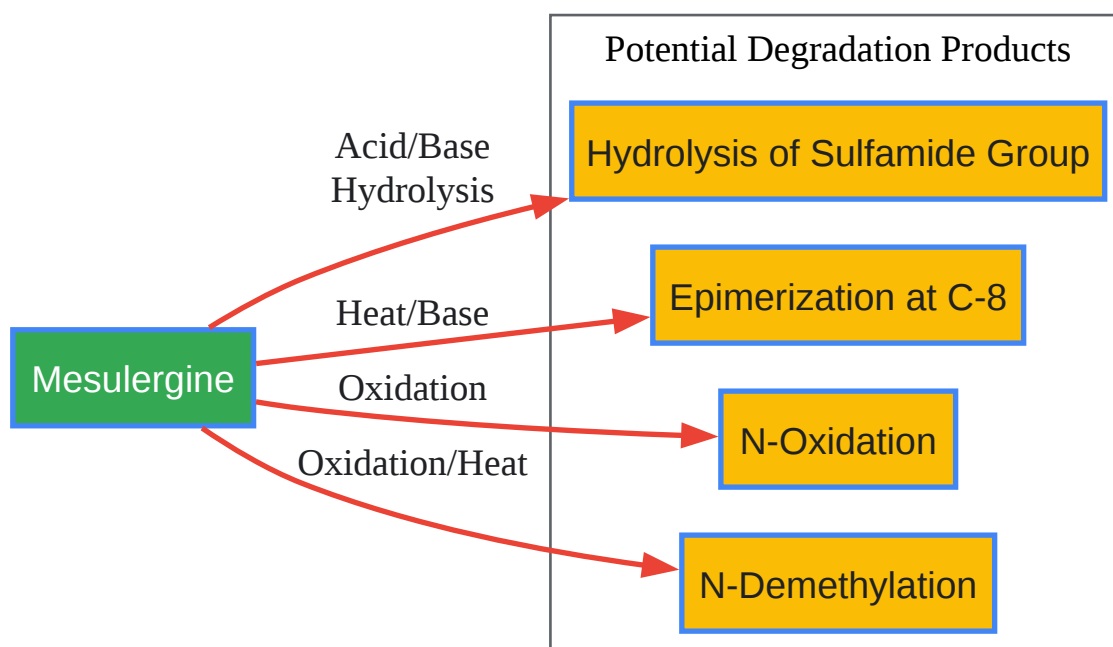 Potential Degradation Products
Acid/Base
Hydrolysis
Hydrolysis of Sulfamide Group
Heat/Base
Epimerization at C-8
Mesulergine
Oxidation
N-Oxidation
Oxidation/Heat
N-Demethylation